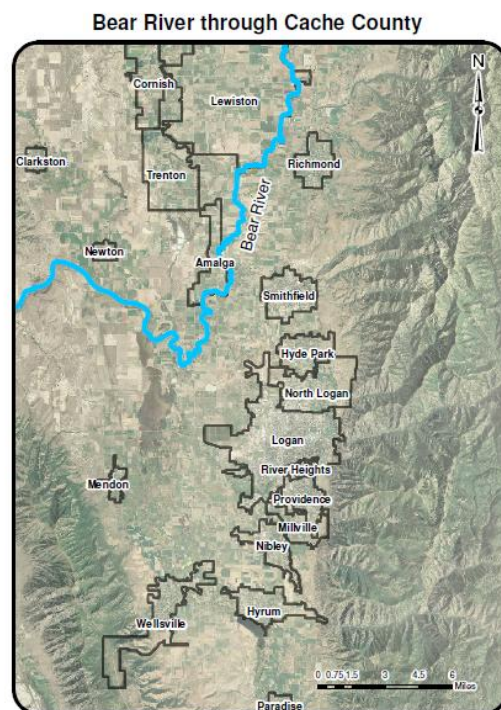 Bear River through Cache County
N
Cornish
Lewiston
Clarkston
Trenton
Richmond
Bear River
Newton
Amalga
Smithfield
Hyde Park
North Logan
Logan
River Heights
Mendon
Providence
Millville
Nibley
Wellsville
Hyrum
0 0.75 1.5 3 4.5 6
Miles
Paradise